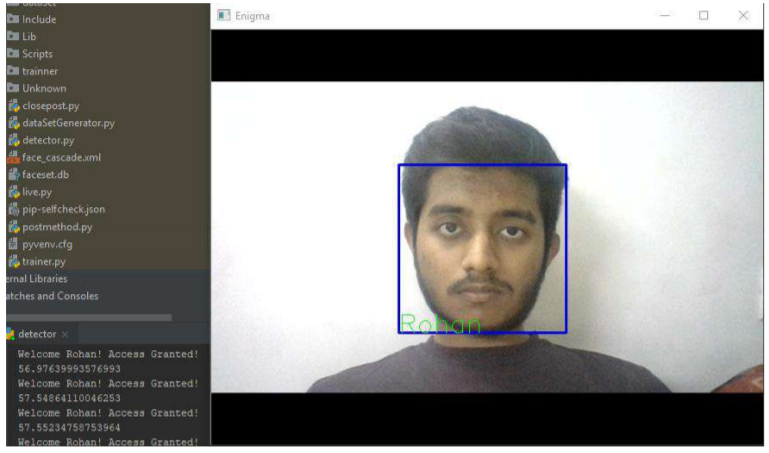 dataSet
Include
Lib
Scripts
trainner
Unknown
closepost.py
dataSetGenerator.py
detector.py
face_cascade.xml
faceset.db
live.py
pip-selfcheck.json
postmethod.py
pyvenv.cfg
trainer.py
ernal Libraries
atches and Consoles
detector
Welcome Rohan! Access Granted!
56.97639993576993
Welcome Rohan! Access Granted!
57.54864110046253
Welcome Rohan! Access Granted!
57.55234758753964
Welcome Rohan! Access Granted!
Enigma
Rohan